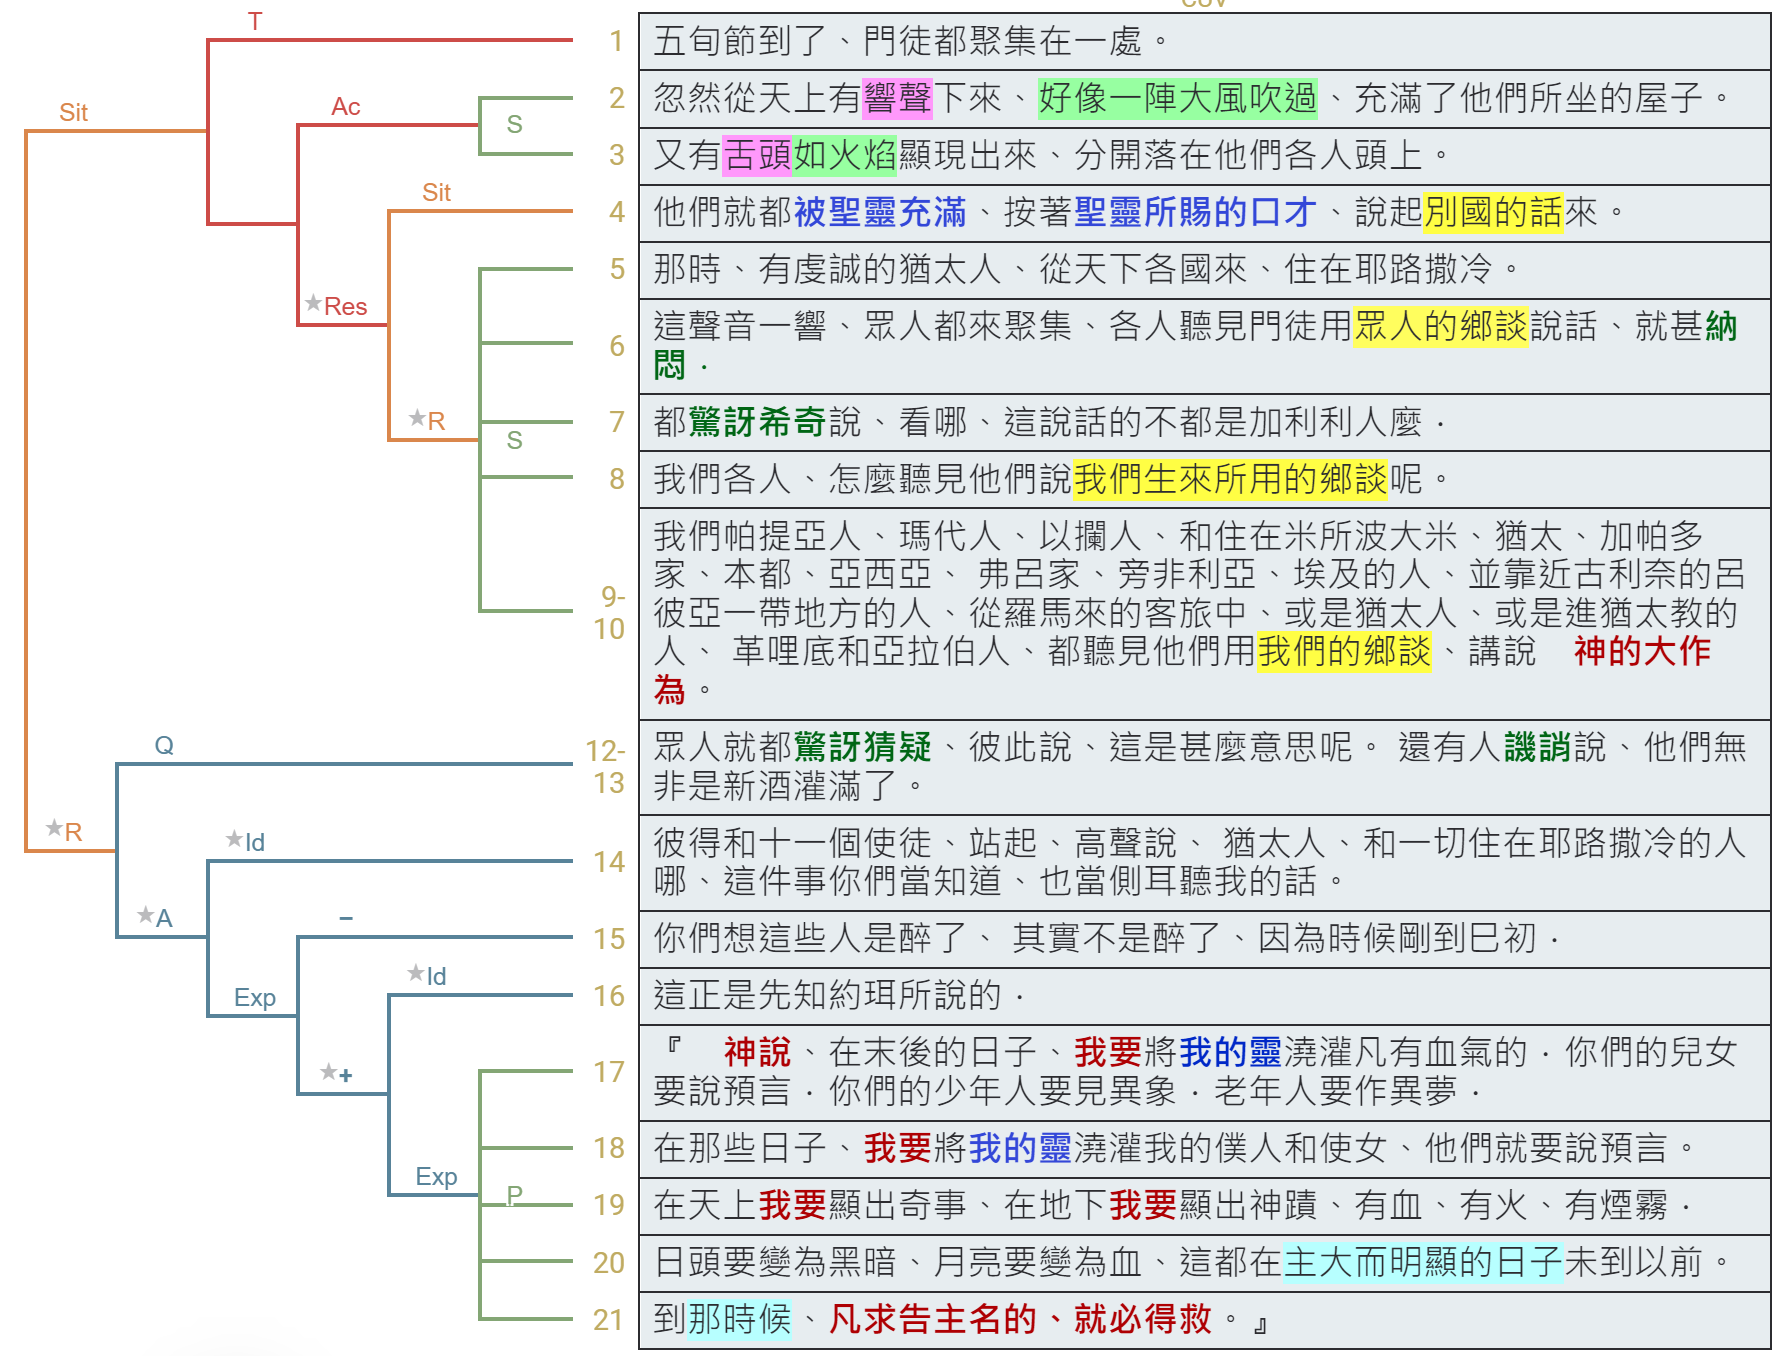 CUV
T
1 五旬節到了、門徒都聚集在一處。
Sit
Ac
S
2 忽然從天上有響聲下來、好像一陣大風吹過、充滿了他們所坐的屋子。
3 又有舌頭如火焰顯現出來、分開落在他們各人頭上。
Sit
4 他們就都被聖靈充滿、按著聖靈所賜的口才、說起別國的話來。
★Res
5 那時、有虔誠的猶太人、從天下各國來、住在耶路撒冷。
6 這聲音一響、眾人都來聚集、各人聽見門徒用眾人的鄉談說話、就甚納
悶．
★R
S
7 都驚訝希奇說、看哪、這說話的不都是加利利人麼．
8 我們各人、怎麼聽見他們說我們生來所用的鄉談呢。
9-
10
我們帕提亞人、瑪代人、以攔人、和住在米所波大米、猶太、加帕多
家、本都、亞西亞、 弗呂家、旁非利亞、埃及的人、並靠近古利奈的呂
彼亞一帶地方的人、從羅馬來的客旅中、或是猶太人、或是進猶太教的
人、 革哩底和亞拉伯人、都聽見他們用我們的鄉談、講說 神的大作
為。
Q
12-
13
眾人就都驚訝猜疑、彼此說、這是甚麼意思呢。 還有人譏誚說、他們無
非是新酒灌滿了。
★R
★Id
14 彼得和十一個使徒、站起、高聲說、 猶太人、和一切住在耶路撒冷的人
哪、這件事你們當知道、也當側耳聽我的話。
★A
−
15 你們想這些人是醉了、 其實不是醉了、因為時候剛到巳初．
Exp
★Id
16 這正是先知約珥所說的．
★+
17 『 神說、在末後的日子、我要將我的靈澆灌凡有血氣的．你們的兒女
要說預言．你們的少年人要見異象．老年人要作異夢．
18 在那些日子、我要將我的靈澆灌我的僕人和使女、他們就要說預言。
Exp
P
19 在天上我要顯出奇事、在地下我要顯出神蹟、有血、有火、有煙霧．
20 日頭要變為黑暗、月亮要變為血、這都在主大而明顯的日子未到以前。
21 到那時候、凡求告主名的、就必得救。』